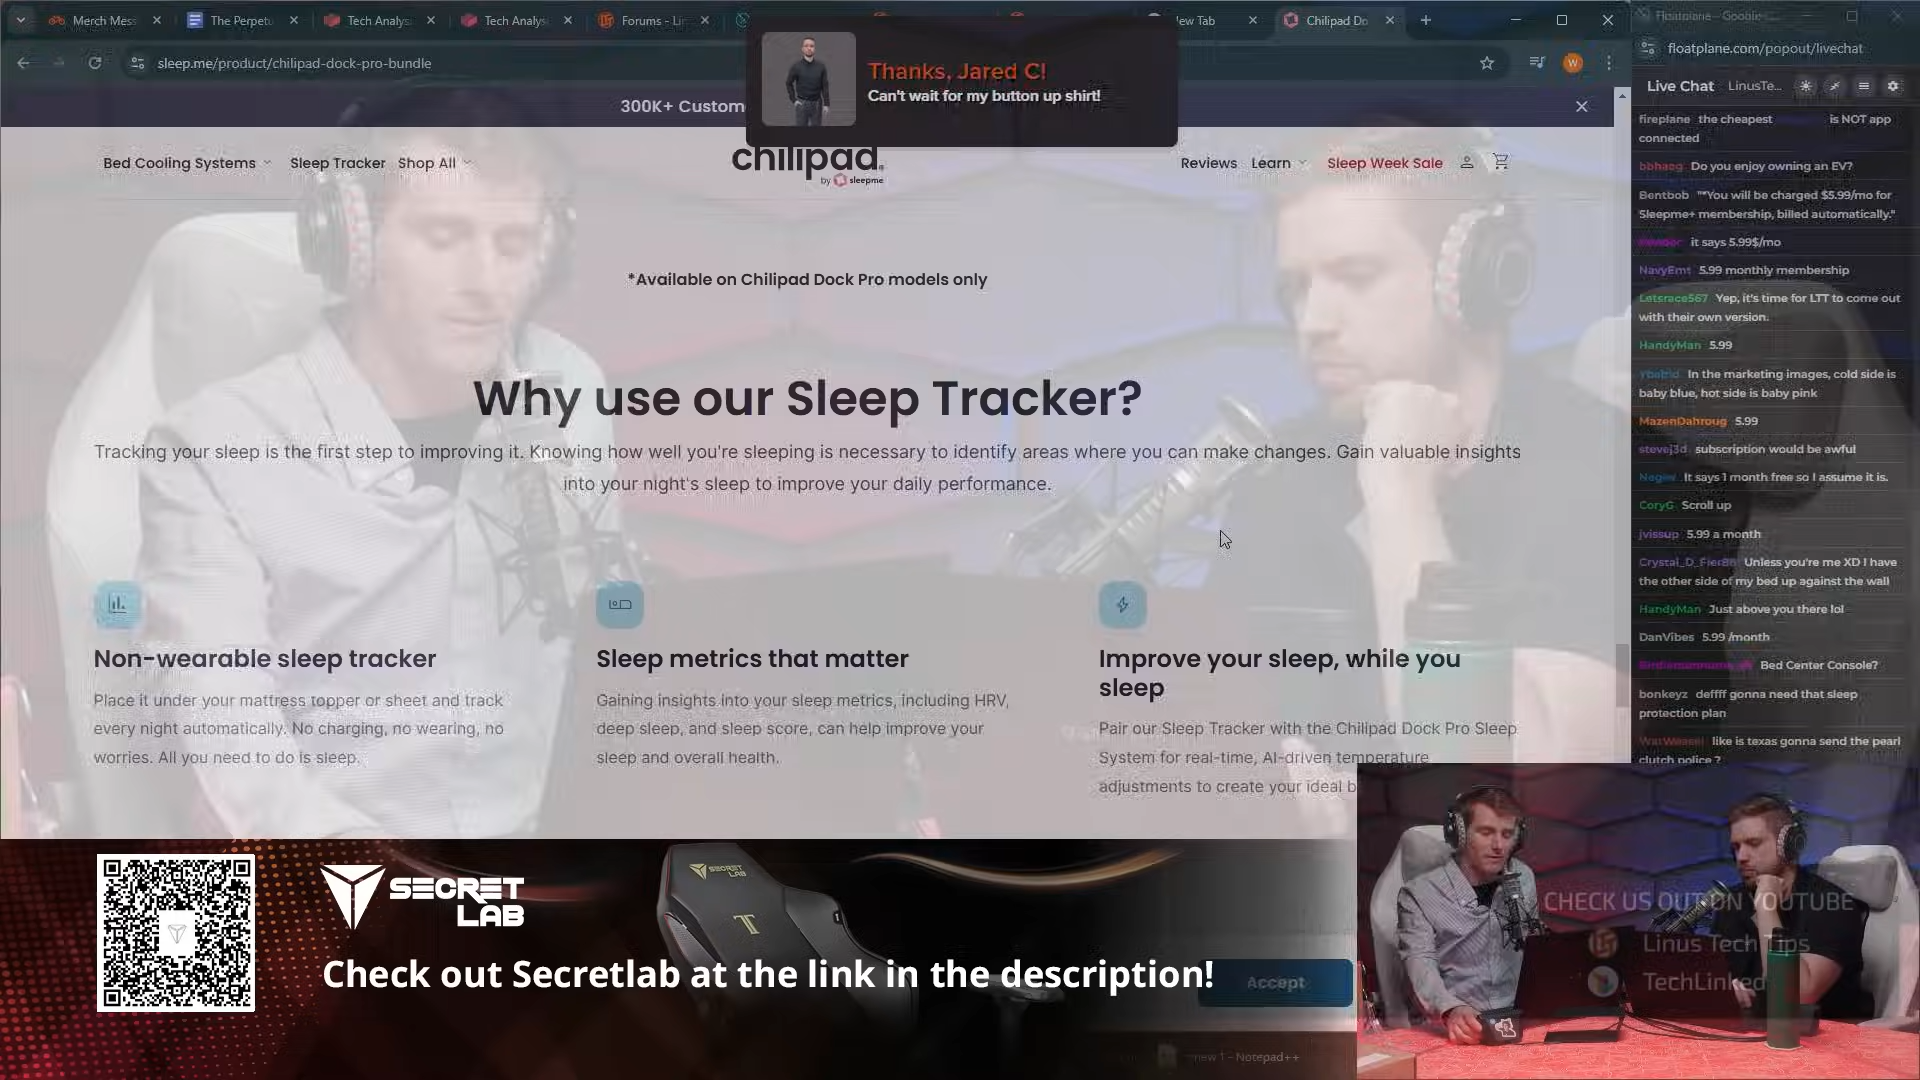 Merch Mess
The Perpetu
Tech Analys
Tech Analys
Forums - Lin
New Tab
Chilipad Do
Floatplane - Google
sleep.me/product/chilipad-dock-pro-bundle
floatplane.com/popout/livechat
Thanks, Jared C!
Can't wait for my button up shirt!
300K+ Custom
Bed Cooling Systems
Sleep Tracker
Shop All
chilipad
by sleepme
Reviews
Learn
Sleep Week Sale
*Available on Chilipad Dock Pro models only
Why use our Sleep Tracker?
Tracking your sleep is the first step to improving it. Knowing how well you're sleeping is necessary to identify areas where you can make changes. Gain valuable insights
into your night's sleep to improve your daily performance.
Non-wearable sleep tracker
Place it under your mattress topper or sheet and track
every night automatically. No charging, no wearing, no
worries. All you need to do is sleep.
Sleep metrics that matter
Gaining insights into your sleep metrics, including HRV,
deep sleep, and sleep score, can help improve your
sleep and overall health.
Improve your sleep, while you
sleep
Pair our Sleep Tracker with the Chilipad Dock Pro Sleep
System for real-time, AI-driven temperature
adjustments to create your ideal b
Live Chat LinusTe...
fireplane the cheapest is NOT app
connected
bbhaag Do you enjoy owning an EV?
Bentbob ""You will be charged $5.99/mo for
Sleepme+ membership, billed automatically."
it says 5.99$/mo
NavyEmt 5.99 monthly membership
Letsrace567 Yep, it's time for LTT to come out
with their own version.
HandyMan 5.99
In the marketing images, cold side is
baby blue, hot side is baby pink
MazenDahroug 5.99
stevej3d subscription would be awful
It says 1 month free so I assume it is.
CoryG Scroll up
jvissup 5.99 a month
Unless you're me XD I have
the other side of my bed up against the wall
HandyMan Just above you there lol
DanVibes 5.99 /month
Bed Center Console?
bonkeyz deffff gonna need that sleep
protection plan
like is texas gonna send the pearl
clutch police ?
SECRETLAB
T
SECRET
LAB
Check out Secretlab at the link in the description!
Accept
new 1 - Notepad++
CHECK US OUT ON YOUTUBE
Linus Tech Tips
TechLinked